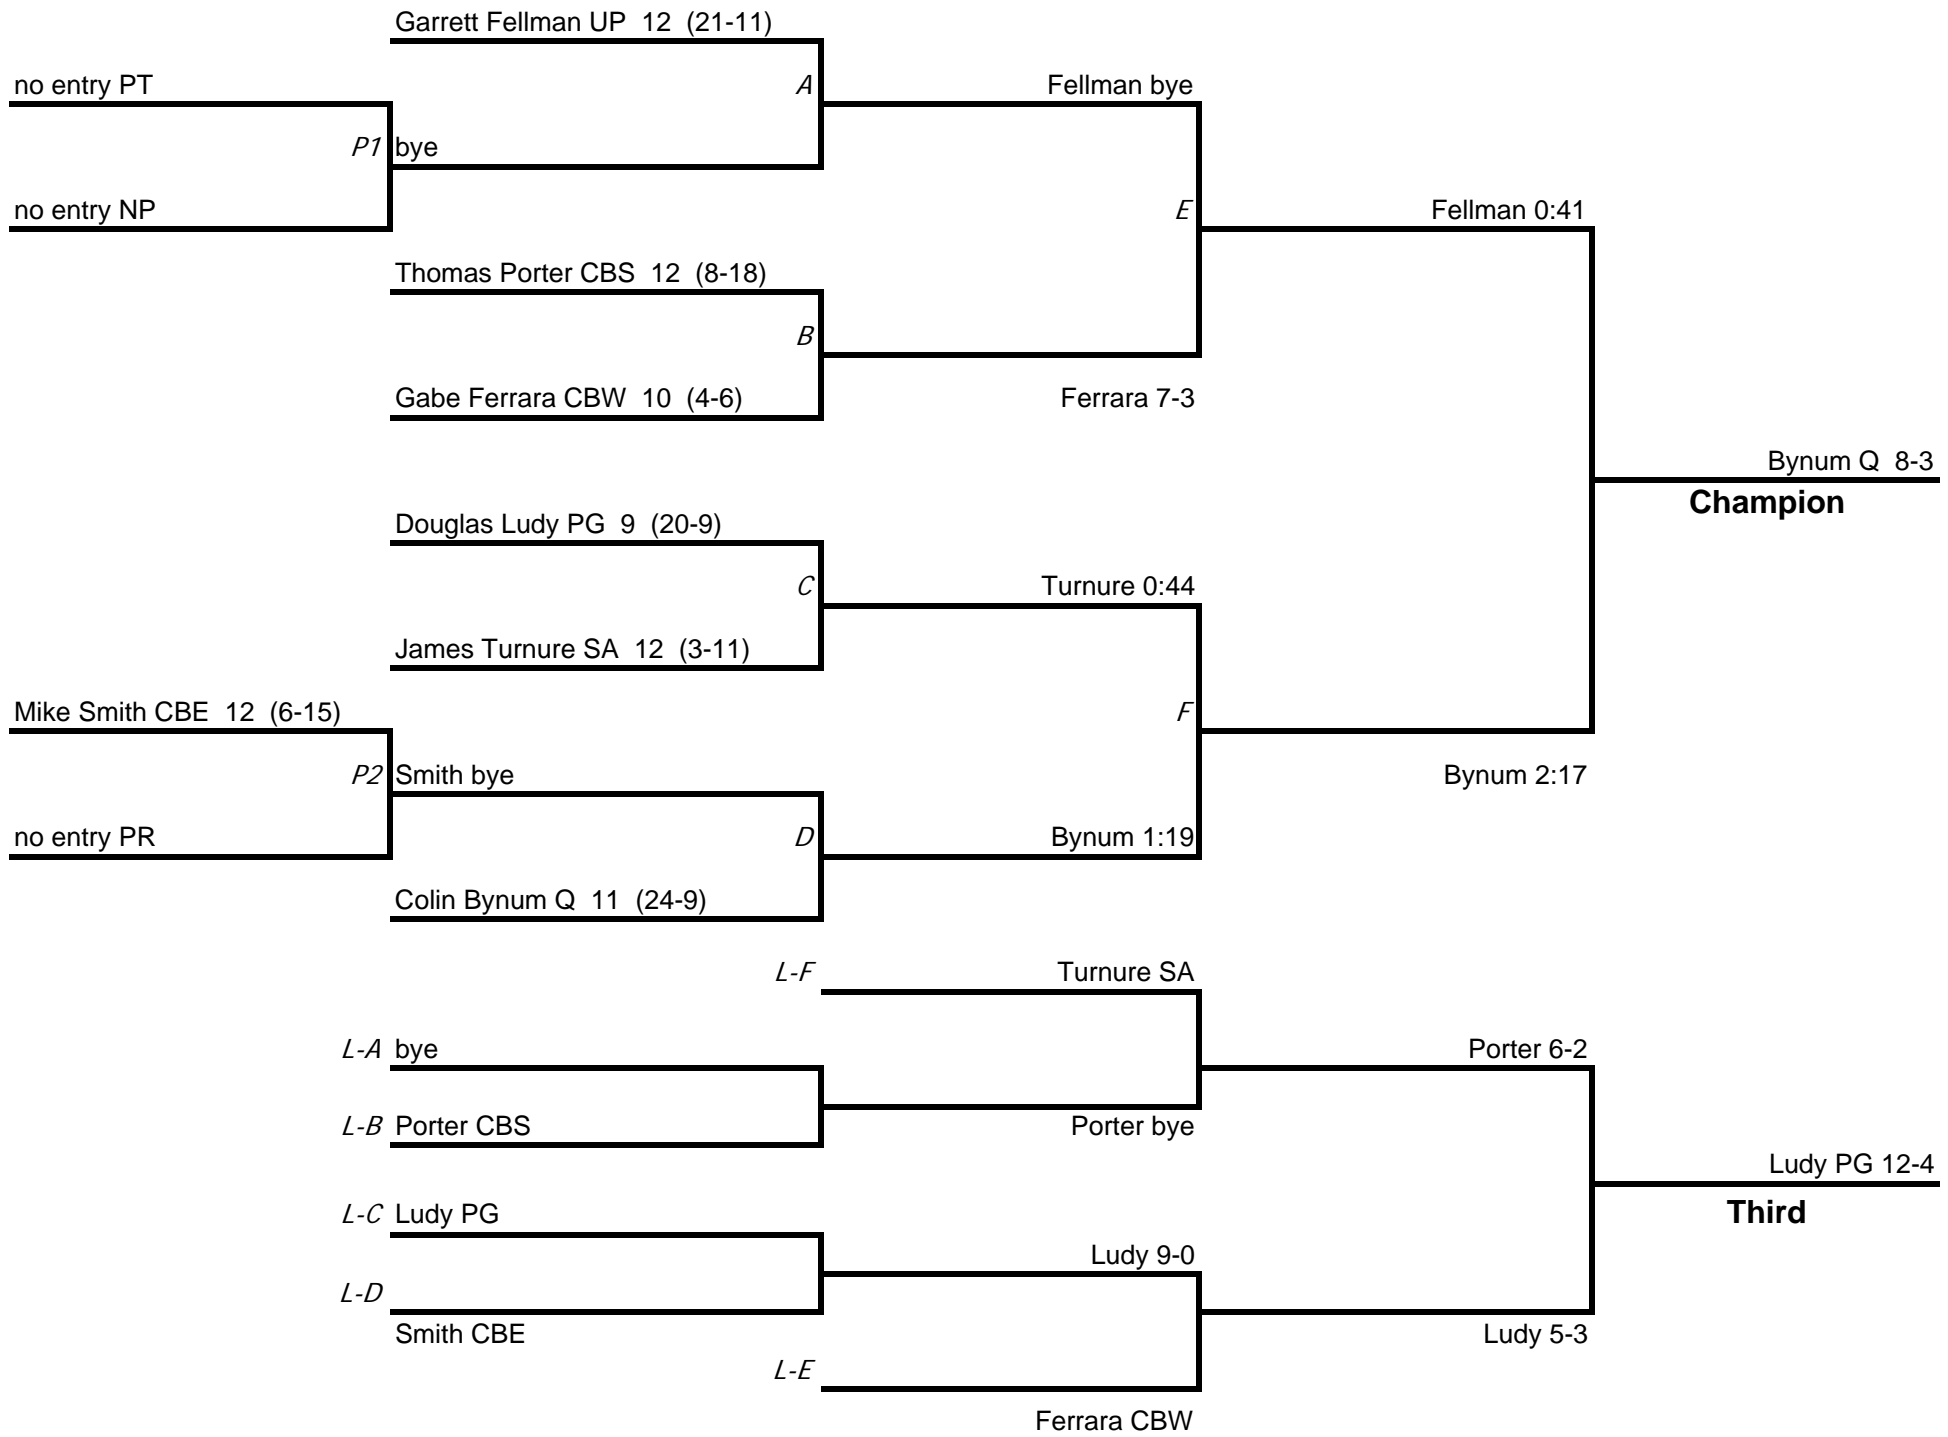 Garrett Fellman UP  12  (21-11)
no entry PT
A
Fellman bye
P1
bye
no entry NP
E
Fellman 0:41
Thomas Porter CBS  12  (8-18)
B
Gabe Ferrara CBW  10  (4-6)
Ferrara 7-3
Bynum Q  8-3
Champion
Douglas Ludy PG  9  (20-9)
C
Turnure 0:44
James Turnure SA  12  (3-11)
Mike Smith CBE  12  (6-15)
F
P2
Smith bye
Bynum 2:17
no entry PR
D
Bynum 1:19
Colin Bynum Q  11  (24-9)
L-F
Turnure SA
L-A
bye
Porter 6-2
L-B
Porter CBS
Porter bye
Ludy PG 12-4
Third
L-C
Ludy PG
Ludy 9-0
L-D
Smith CBE
Ludy 5-3
L-E
Ferrara CBW